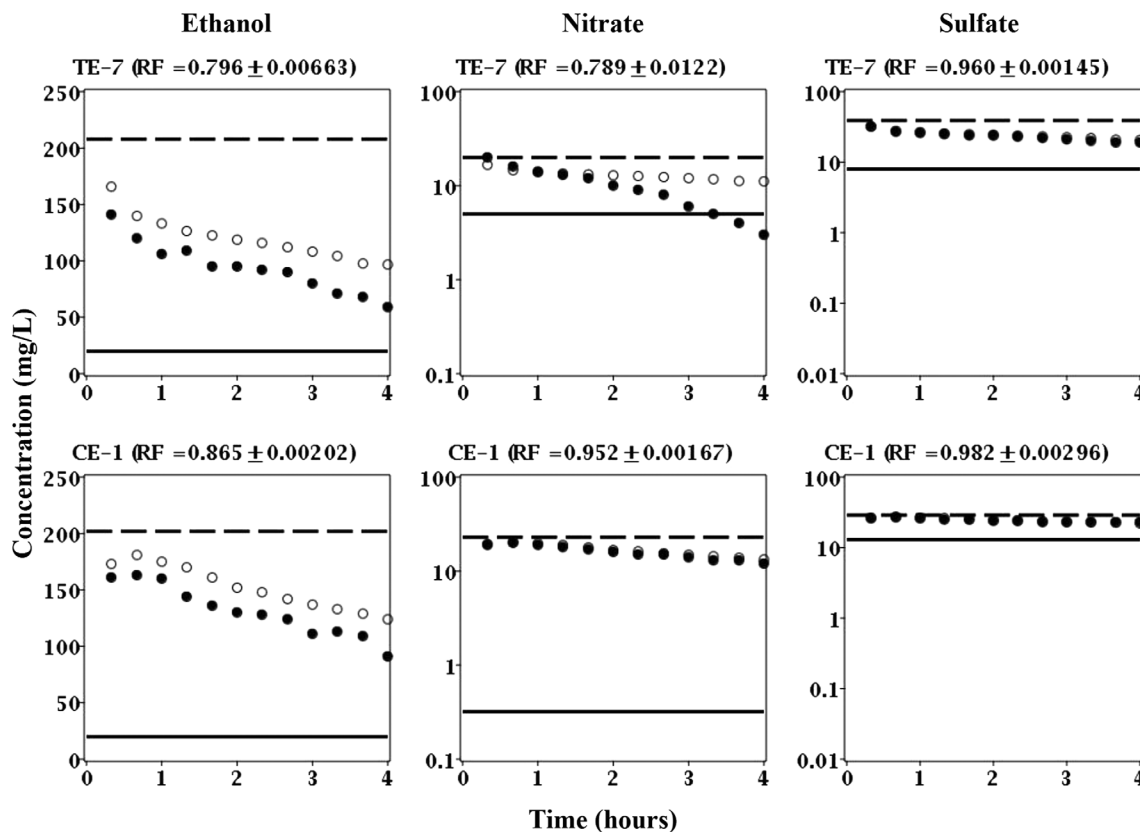 Ethanol Nitrate Sulfate
TE−7 (RF =0.796 ± 0.00663) TE−7 (RF =0.789 ± 0.0122) TE−7 (RF =0.960 ± 0.00145)
250 100 100
200
150
100
50
0
10
1
0.1
10
1
0.1
0.01
0 1 2 3 4 0 1 2 3 4 0 1 2 3 4
Concentration (mg/L)
CE−1 (RF =0.865 ± 0.00202) CE−1 (RF =0.952 ± 0.00167) CE−1 (RF =0.982 ± 0.00296)
250 100 100
200
150
100
50
0
10
1
0.1
10
1
0.1
0.01
0 1 2 3 4 0 1 2 3 4 0 1 2 3 4
Time (hours)